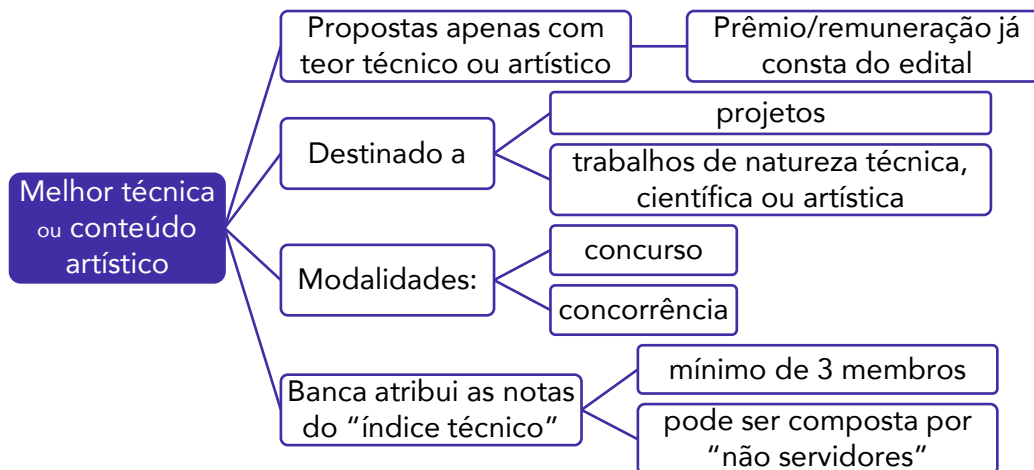 Melhor técnica
ou conteúdo
artístico
Propostas apenas com
teor técnico ou artístico
Prêmio/remuneração já
consta do edital
Destinado a
projetos
trabalhos de natureza técnica,
científica ou artística
Modalidades:
concurso
concorrência
Banca atribui as notas
do “índice técnico”
mínimo de 3 membros
pode ser composta por
“não servidores”